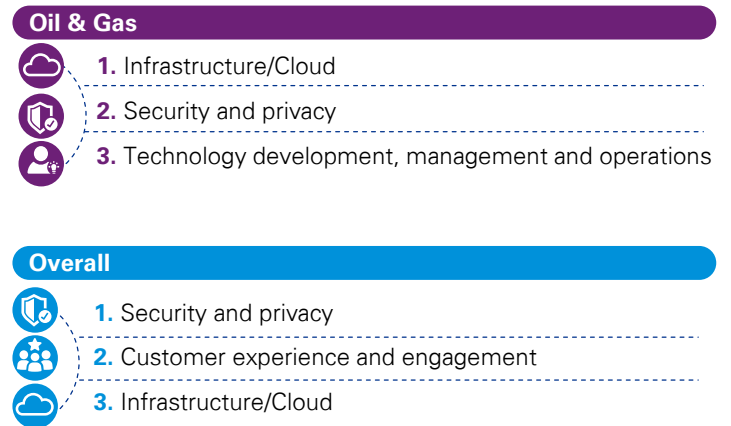 Oil & Gas
1. Infrastructure/Cloud
2. Security and privacy
3. Technology development, management and operations
Overall
1. Security and privacy
2. Customer experience and engagement
3. Infrastructure/Cloud